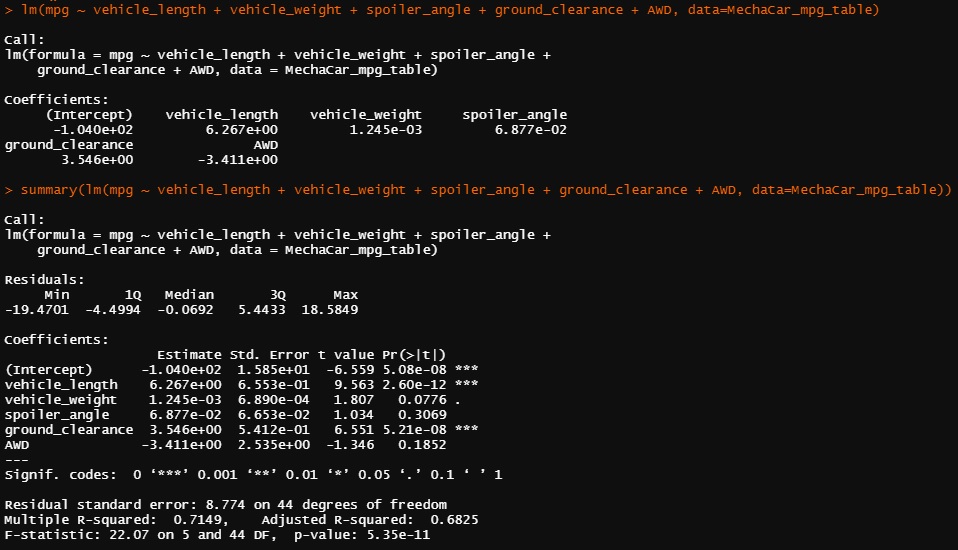 > lm(mpg ~ vehicle_length + vehicle_weight + spoiler_angle + ground_clearance + AWD, data=MechaCar_mpg_table)
Call:
lm(formula = mpg ~ vehicle_length + vehicle_weight + spoiler_angle +
    ground_clearance + AWD, data = MechaCar_mpg_table)
Coefficients:
     (Intercept)    vehicle_length    vehicle_weight     spoiler_angle
      -1.040e+02         6.267e+00         1.245e-03         6.877e-02
ground_clearance               AWD
       3.546e+00        -3.411e+00
> summary(lm(mpg ~ vehicle_length + vehicle_weight + spoiler_angle + ground_clearance + AWD, data=MechaCar_mpg_table))
Call:
lm(formula = mpg ~ vehicle_length + vehicle_weight + spoiler_angle +
    ground_clearance + AWD, data = MechaCar_mpg_table)
Residuals:
     Min       1Q   Median       3Q      Max
-19.4701  -4.4994  -0.0692   5.4433  18.5849
Coefficients:
                   Estimate Std. Error t value Pr(>|t|)
(Intercept)      -1.040e+02  1.585e+01  -6.559 5.08e-08 ***
vehicle_length    6.267e+00  6.553e-01   9.563 2.60e-12 ***
vehicle_weight    1.245e-03  6.890e-04   1.807   0.0776 .
spoiler_angle     6.877e-02  6.653e-02   1.034   0.3069
ground_clearance  3.546e+00  5.412e-01   6.551 5.21e-08 ***
AWD              -3.411e+00  2.535e+00  -1.346   0.1852
---
Signif. codes:  0 ‘***’ 0.001 ‘**’ 0.01 ‘*’ 0.05 ‘.’ 0.1 ‘ ’ 1
Residual standard error: 8.774 on 44 degrees of freedom
Multiple R-squared:  0.7149,    Adjusted R-squared:  0.6825
F-statistic: 22.07 on 5 and 44 DF,  p-value: 5.35e-11